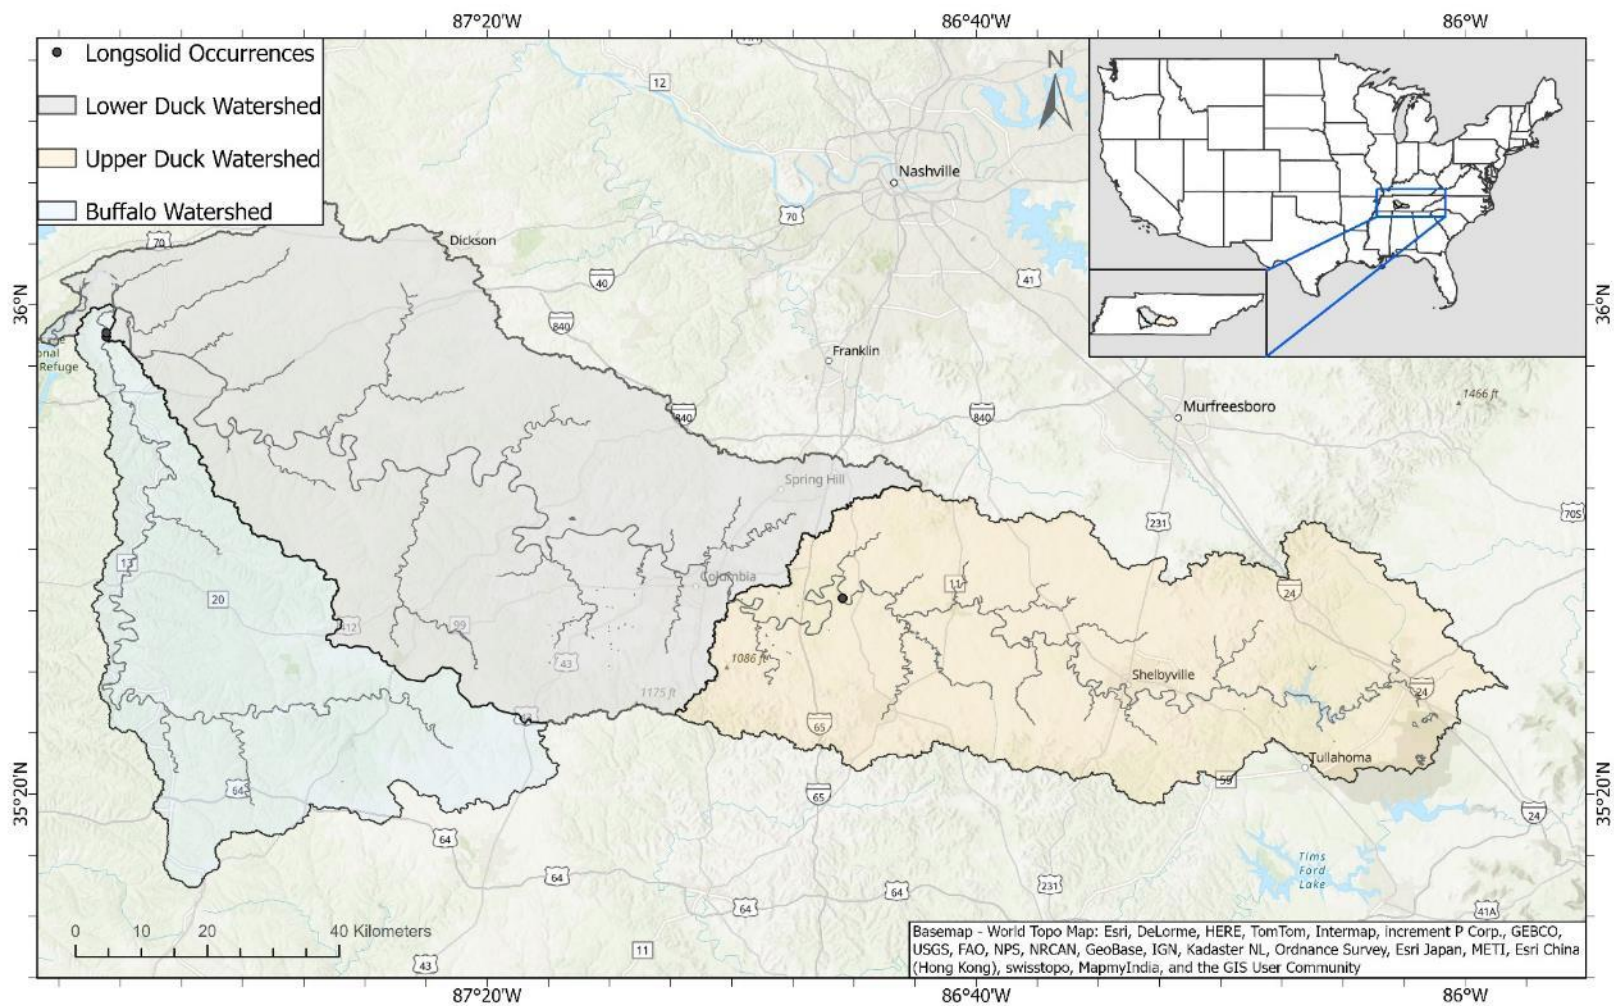 87°20'W
86°40'W
86°W
Longsolid Occurrences
Lower Duck Watershed
Upper Duck Watershed
Buffalo Watershed
N
12
Nashville
70
70
Dickson
40
41
840
36°N
36°N
onal
Refuge
Franklin
840
840
Murfreesboro
1466 ft
Spring Hill
231
70S
13
20
Columbia
11
24
412
99
43
1086 ft
1175 ft
Shelbyville
24
65
64
65
Tullahoma
55
24
35°20'N
35°20'N
64
64
64
64
231
Tims
Ford
Lake
41A
11
43
0 10 20 40 Kilometers
Basemap - World Topo Map: Esri, DeLorme, HERE, TomTom, Intermap, increment P Corp., GEBCO,
USGS, FAO, NPS, NRCAN, GeoBase, IGN, Kadaster NL, Ordnance Survey, Esri Japan, METI, Esri China
(Hong Kong), swisstopo, MapmyIndia, and the GIS User Community
87°20'W
86°40'W
86°W